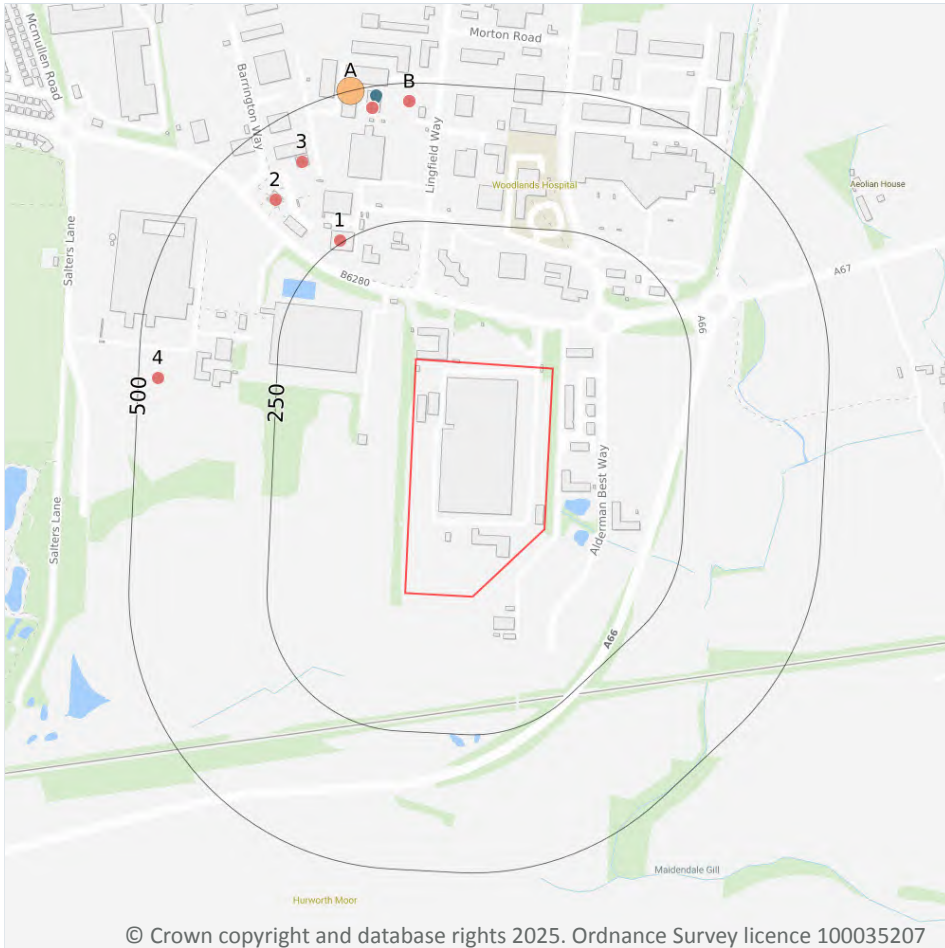 Morton Road
Mcmullen Road
A
B
Barrington Way
Lingfield Way
3
Woodlands Hospital
Aeolian House
2
1
Salters Lane
A67
B6280
A66
4
500
250
Alderman Best Way
Salters Lane
A66
Maidendale Gill
Hurworth Moor
© Crown copyright and database rights 2025. Ordnance Survey licence 100035207